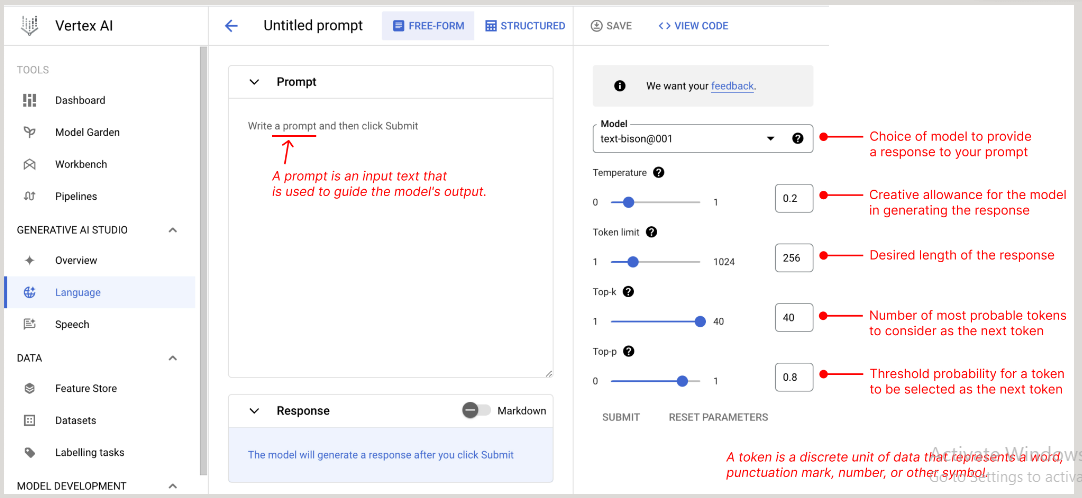 Vertex AI
Untitled prompt
FREE-FORM
STRUCTURED
SAVE
<> VIEW CODE
TOOLS
Dashboard
Model Garden
Workbench
Pipelines
GENERATIVE AI STUDIO
Overview
Language
Speech
DATA
Feature Store
Datasets
Labelling tasks
MODEL DEVELOPMENT
Prompt
Write a prompt and then click Submit
A prompt is an input text that
is used to guide the model's output.
Response
Markdown
The model will generate a response after you click Submit
We want your feedback.
Model
text-bison@001
Choice of model to provide
a response to your prompt
Temperature
0 1 0.2
Creative allowance for the model
in generating the response
Token limit
1 1024 256
Desired length of the response
Top-k
1 40 40
Number of most probable tokens
to consider as the next token
Top-p
0 1 0.8
Threshold probability for a token
to be selected as the next token
SUBMIT
RESET PARAMETERS
A token is a discrete unit of data that represents a word,
punctuation mark, number, or other symbol.
Activate Windows
Go to Settings to activa